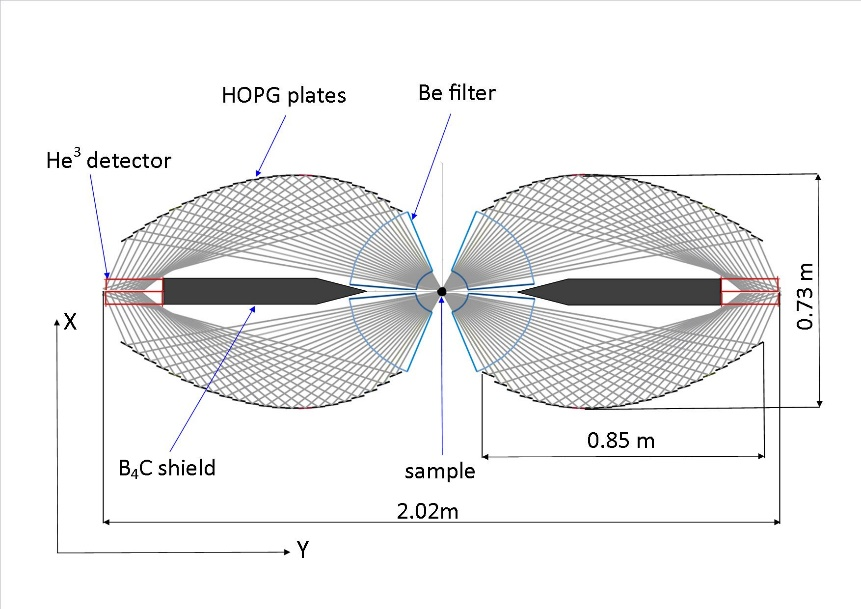 HOPG plates
Be filter
He³ detector
X
0.73 m
0.85 m
B₄C shield
sample
2.02m
Y